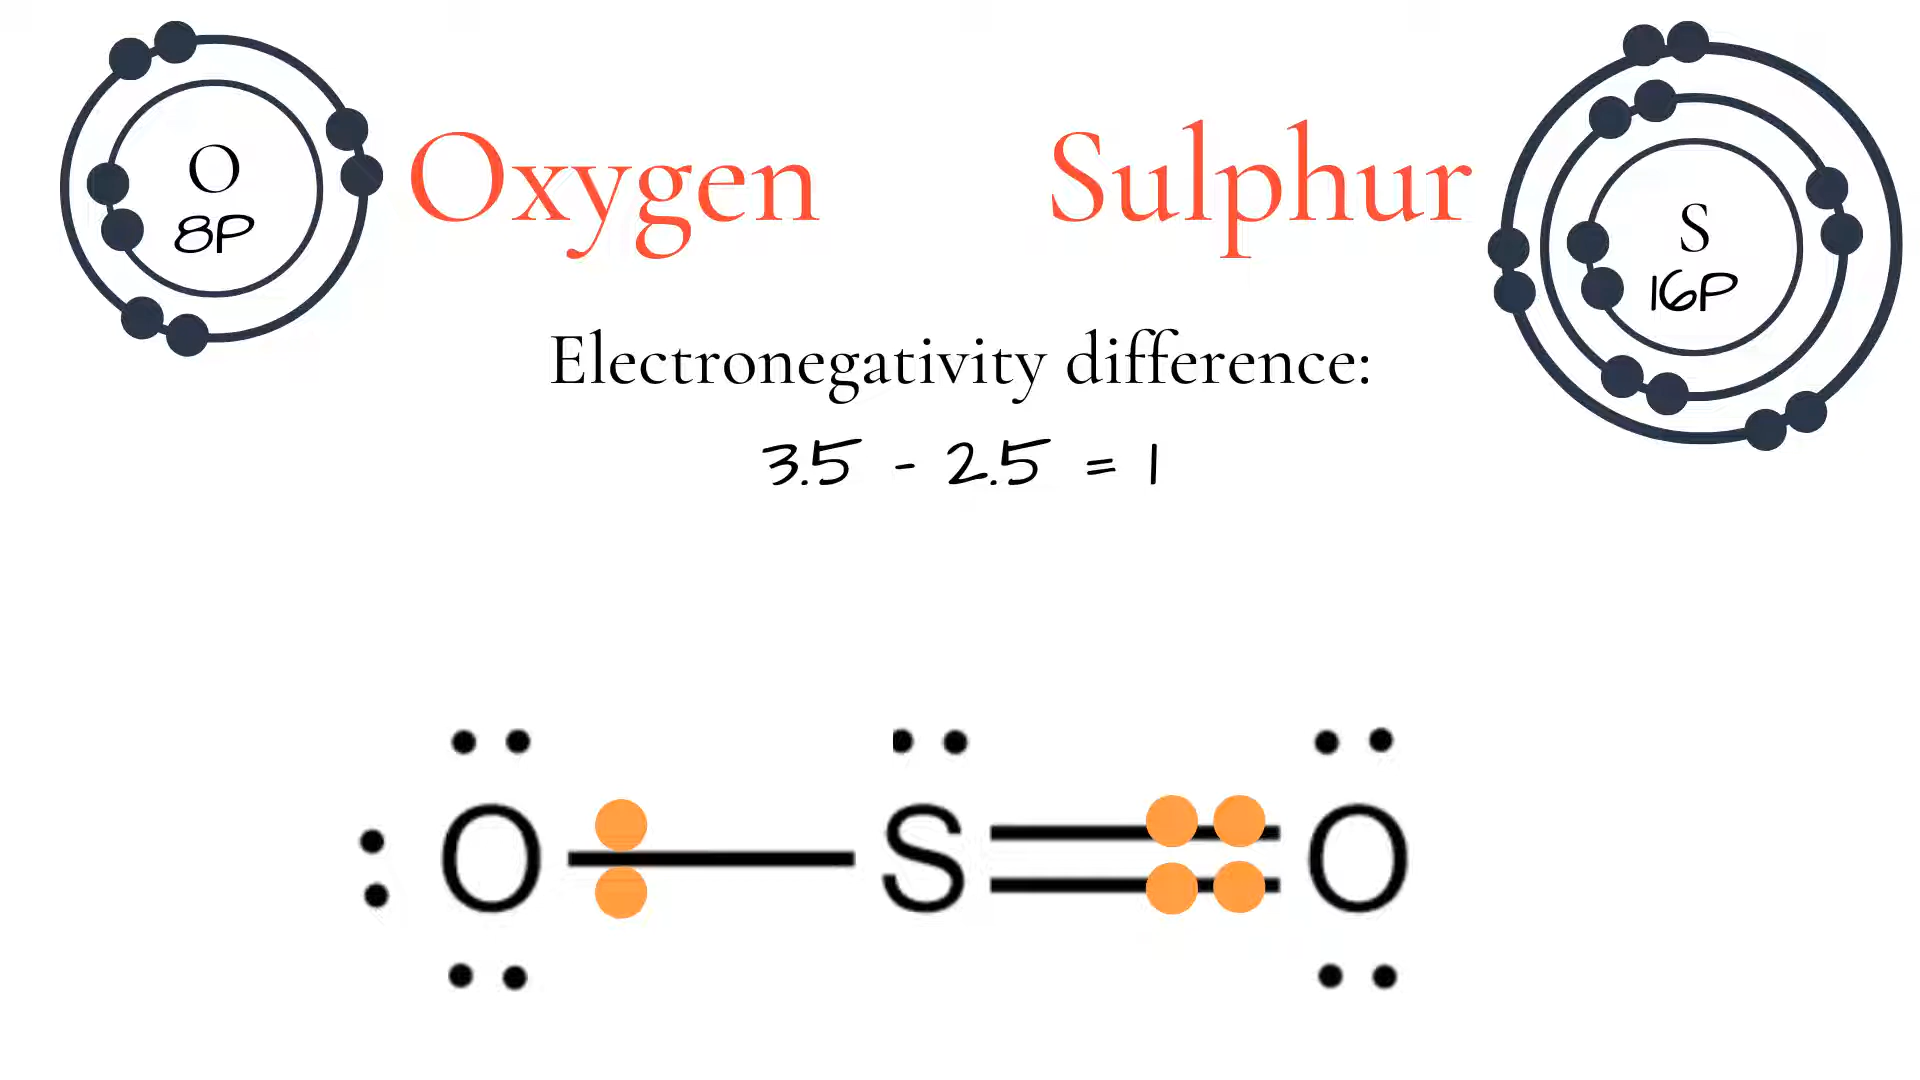 O
8P
Oxygen
Sulphur
S
16P
Electronegativity difference:
3.5 - 2.5 = 1
O S O